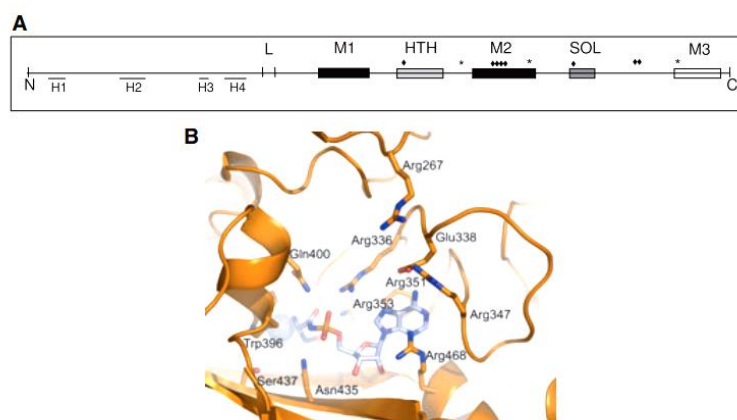 A
L M1 HTH M2 SOL M3
* * *
N H1 H2 H3 H4 C
B
Arg267
Arg336 Glu338
Gln400
Arg351
Arg353 Arg347
Trp396
Arg468
Ser437 Asn435